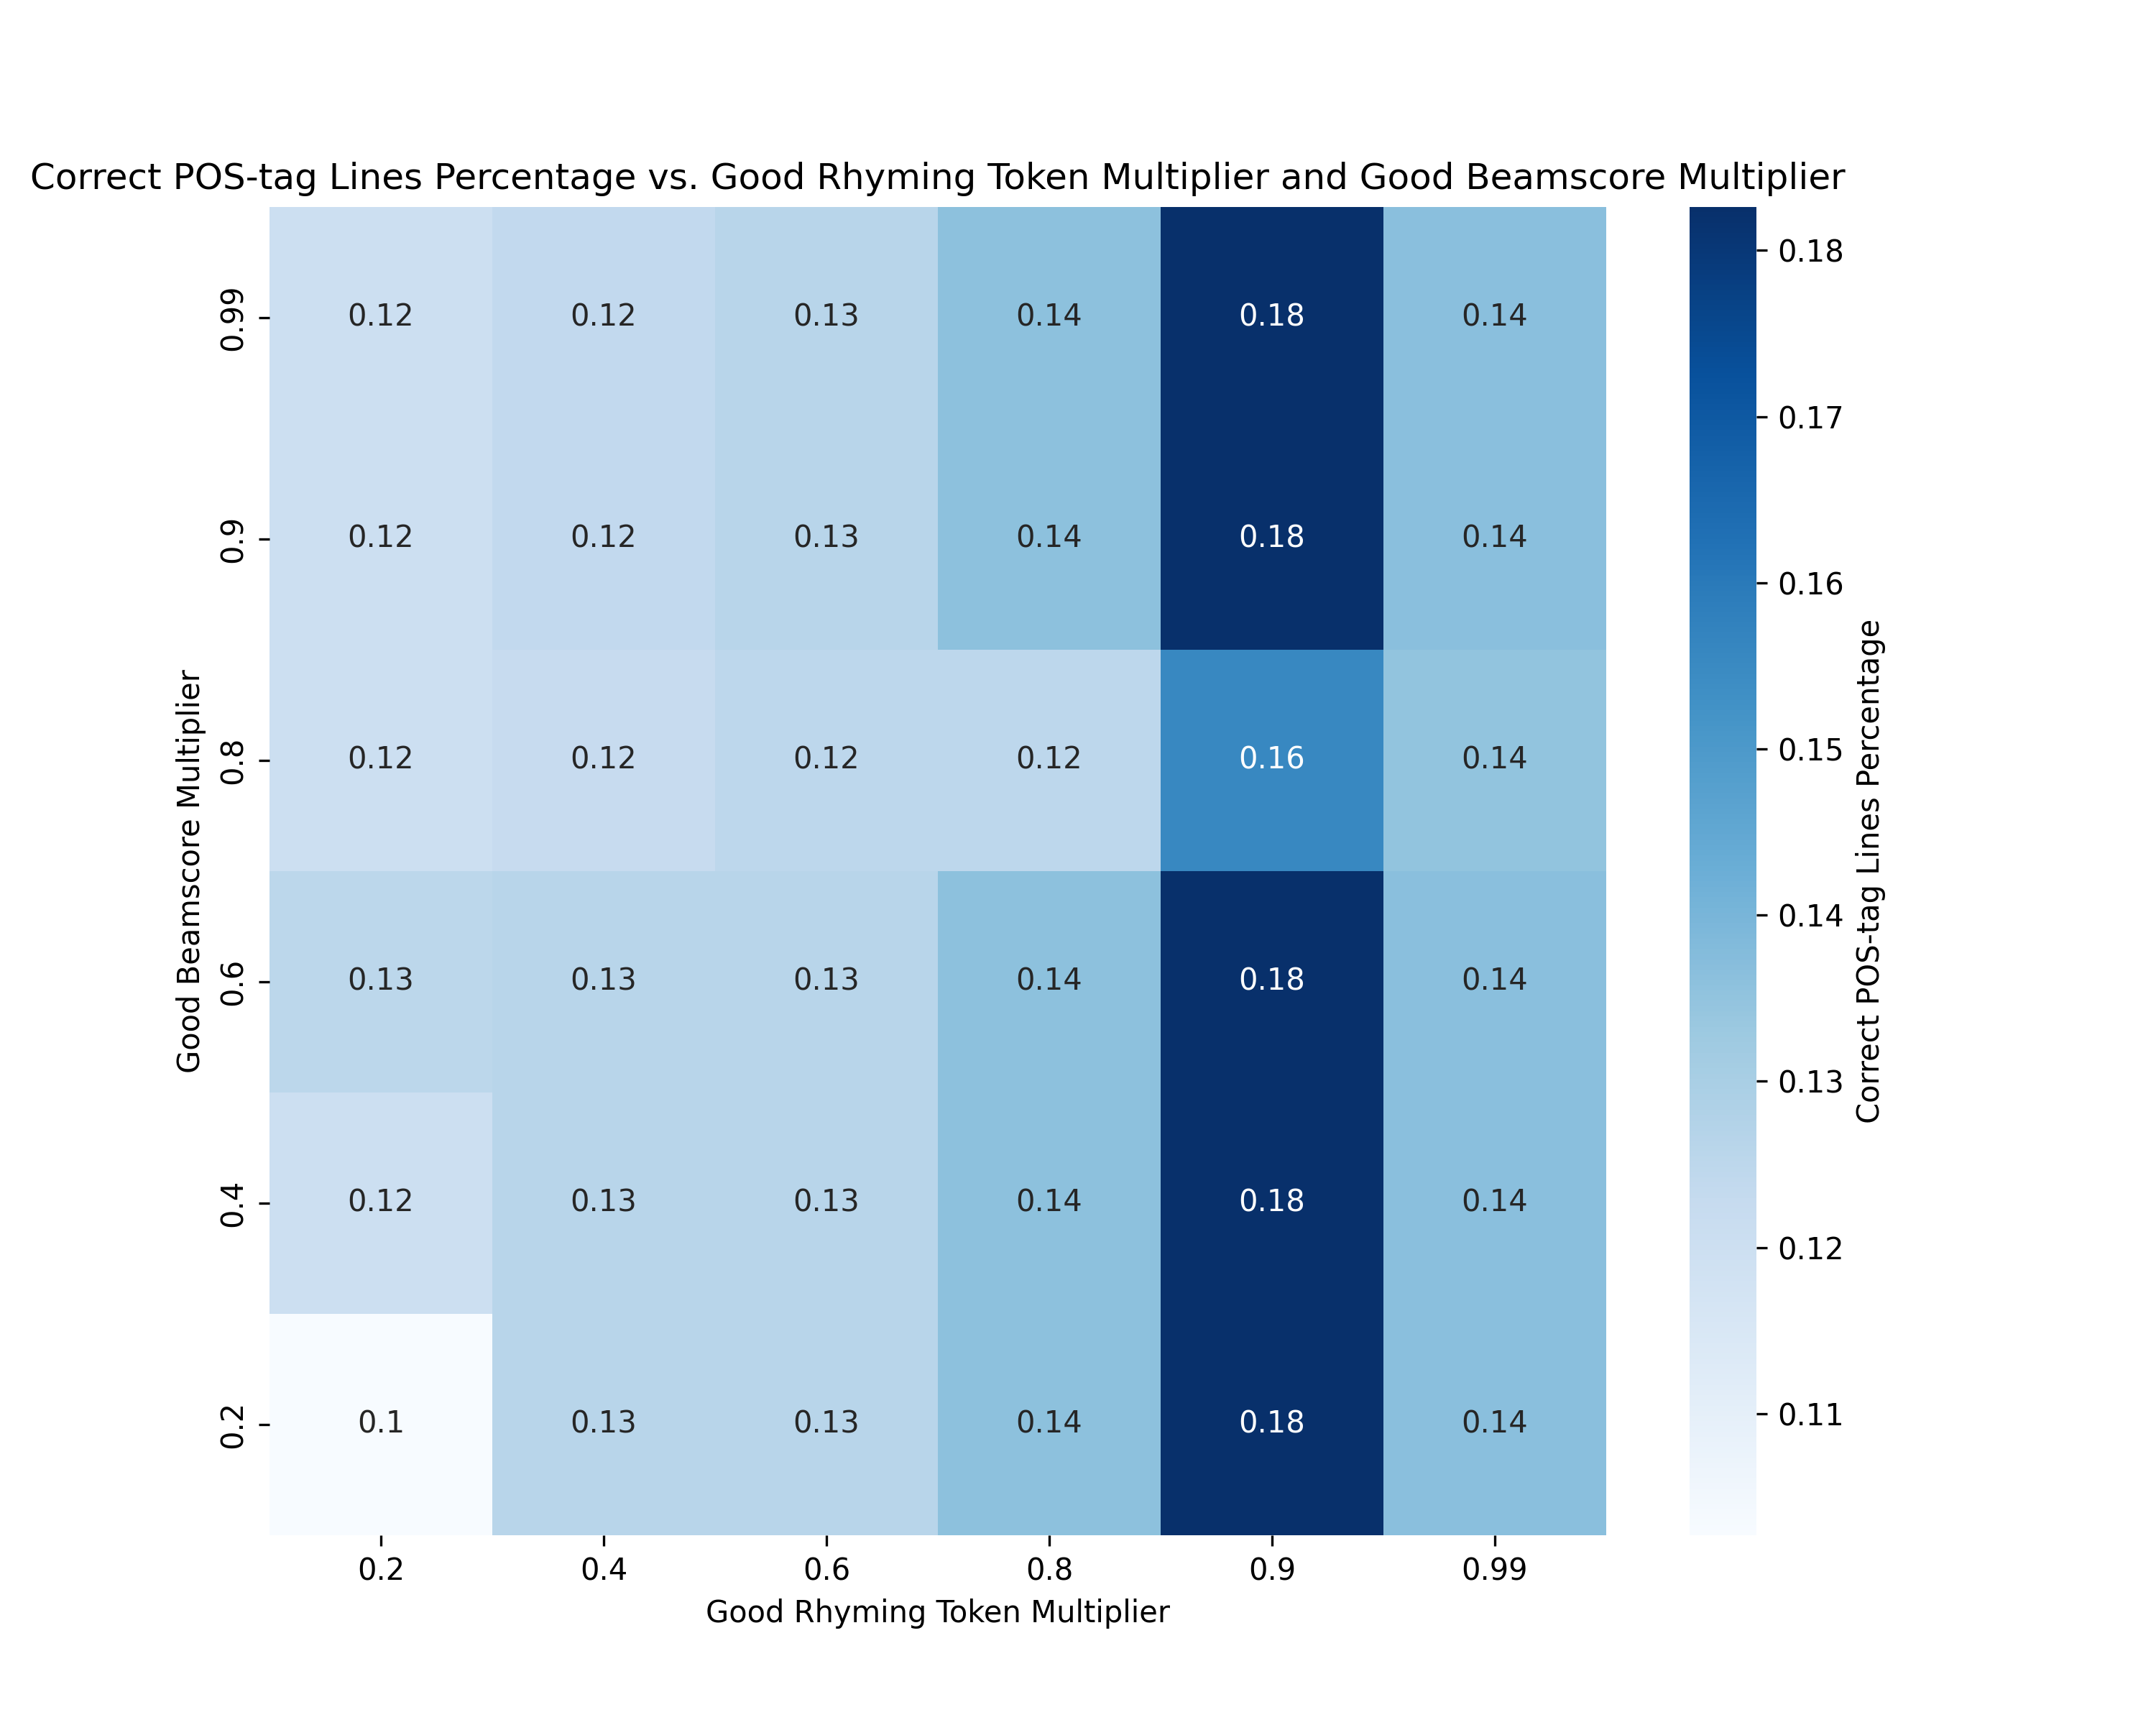 Correct POS-tag Lines Percentage vs. Good Rhyming Token Multiplier and Good Beamscore Multiplier
Good Beamscore Multiplier
0.99 0.12 0.12 0.13 0.14 0.18 0.14
0.9 0.12 0.12 0.13 0.14 0.18 0.14
0.8 0.12 0.12 0.12 0.12 0.16 0.14
0.6 0.13 0.13 0.13 0.14 0.18 0.14
0.4 0.12 0.13 0.13 0.14 0.18 0.14
0.2 0.1 0.13 0.13 0.14 0.18 0.14
0.2 0.4 0.6 0.8 0.9 0.99
Good Rhyming Token Multiplier
0.18
0.17
0.16
0.15
0.14
0.13
0.12
0.11
Correct POS-tag Lines Percentage